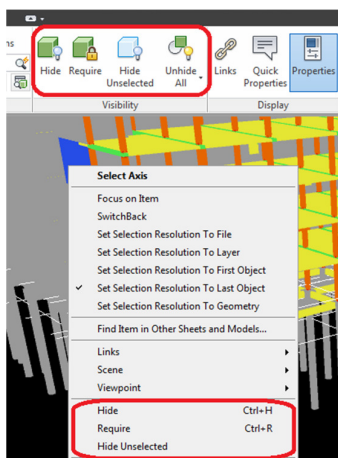 Hide Require Hide Unselected Unhide All Links Quick Properties Properties
Visibility Display
Select Axis
Focus on Item
SwitchBack
Set Selection Resolution To File
Set Selection Resolution To Layer
Set Selection Resolution To First Object
Set Selection Resolution To Last Object
Set Selection Resolution To Geometry
Find Item in Other Sheets and Models...
Links
Scene
Viewpoint
Hide Ctrl+H
Require Ctrl+R
Hide Unselected